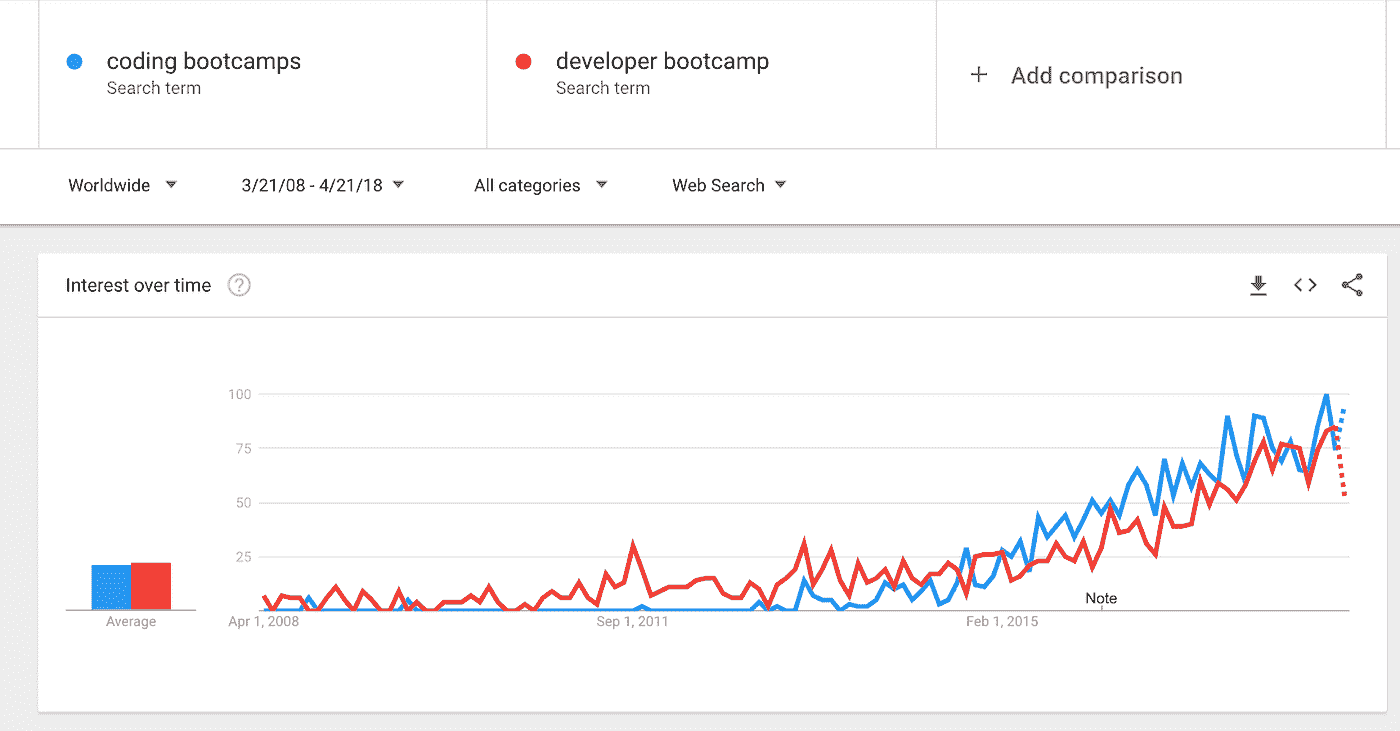 coding bootcamps
Search term
developer bootcamp
Search term
+ Add comparison
Worldwide
3/21/08 - 4/21/18
All categories
Web Search
Interest over time ?
100
75
50
25
Note
Average
Apr 1, 2008
Sep 1, 2011
Feb 1, 2015